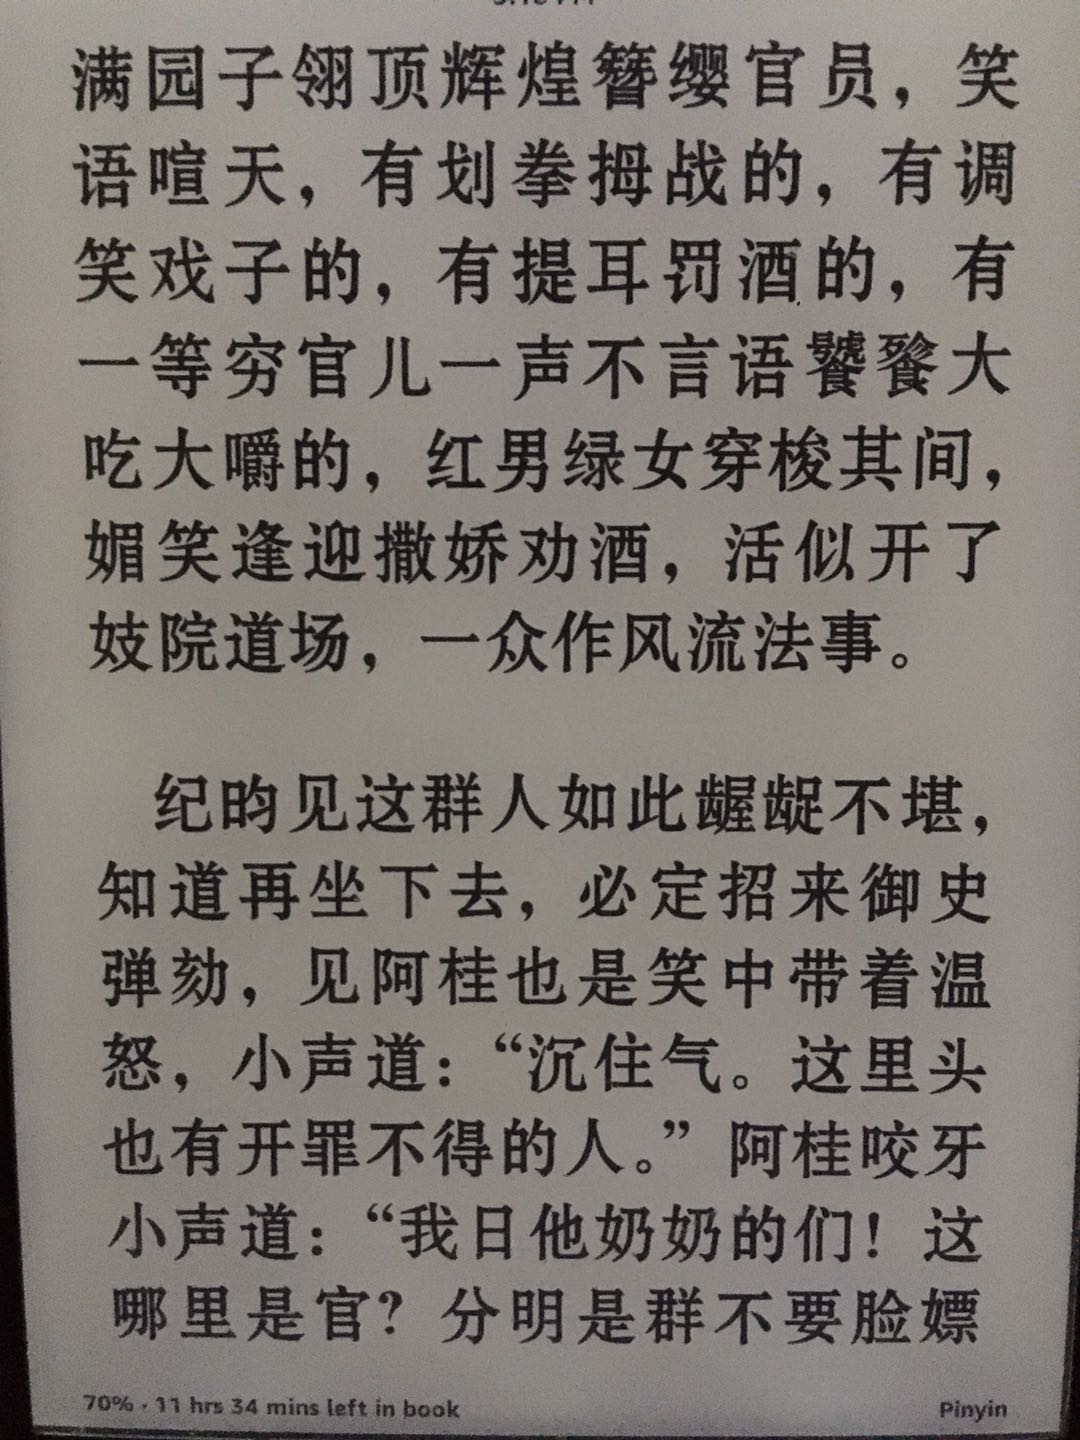 满园子翎顶辉煌簪缨官员，笑
语喧天，有划拳拇战的，有调
笑戏子的，有提耳罚酒的，有
一等穷官儿一声不言语饕餮大
吃大嚼的，红男绿女穿梭其间，
媚笑逢迎撒娇劝酒，活似开了
妓院道场，一众作风流法事。
纪昀见这群人如此龌龊不堪，
知道再坐下去，必定招来御史
弹劾，见阿桂也是笑中带着温
怒，小声道：“沉住气。这里头
也有开罪不得的人。”阿桂咬牙
小声道：“我日他奶奶的们！这
哪里是官？分明是群不要脸嫖
70% · 11 hrs 34 mins left in book
Pinyin